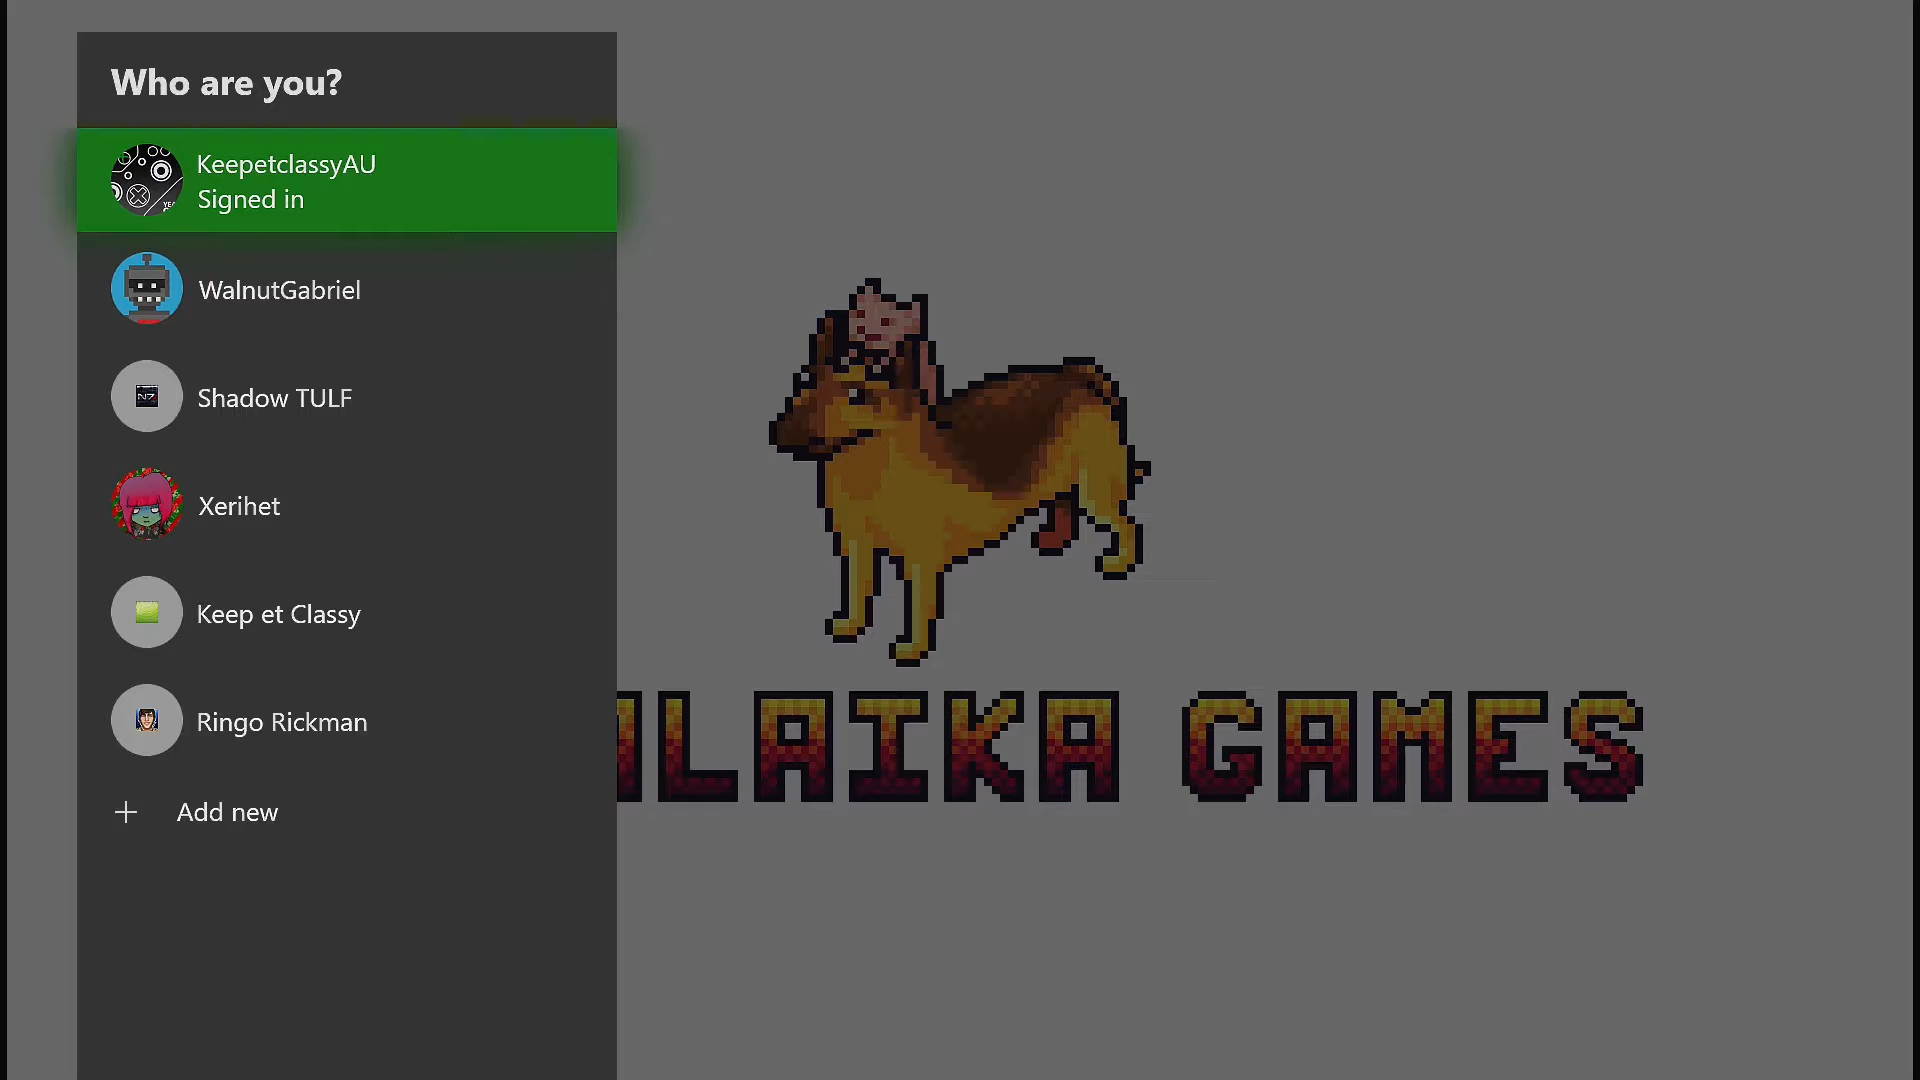 Who are you?
KeepetclassyAU
Signed in
WalnutGabriel
N7
Shadow TULF
Xerihet
Keep et Classy
Ringo Rickman
Add new
LAIKA GAMES